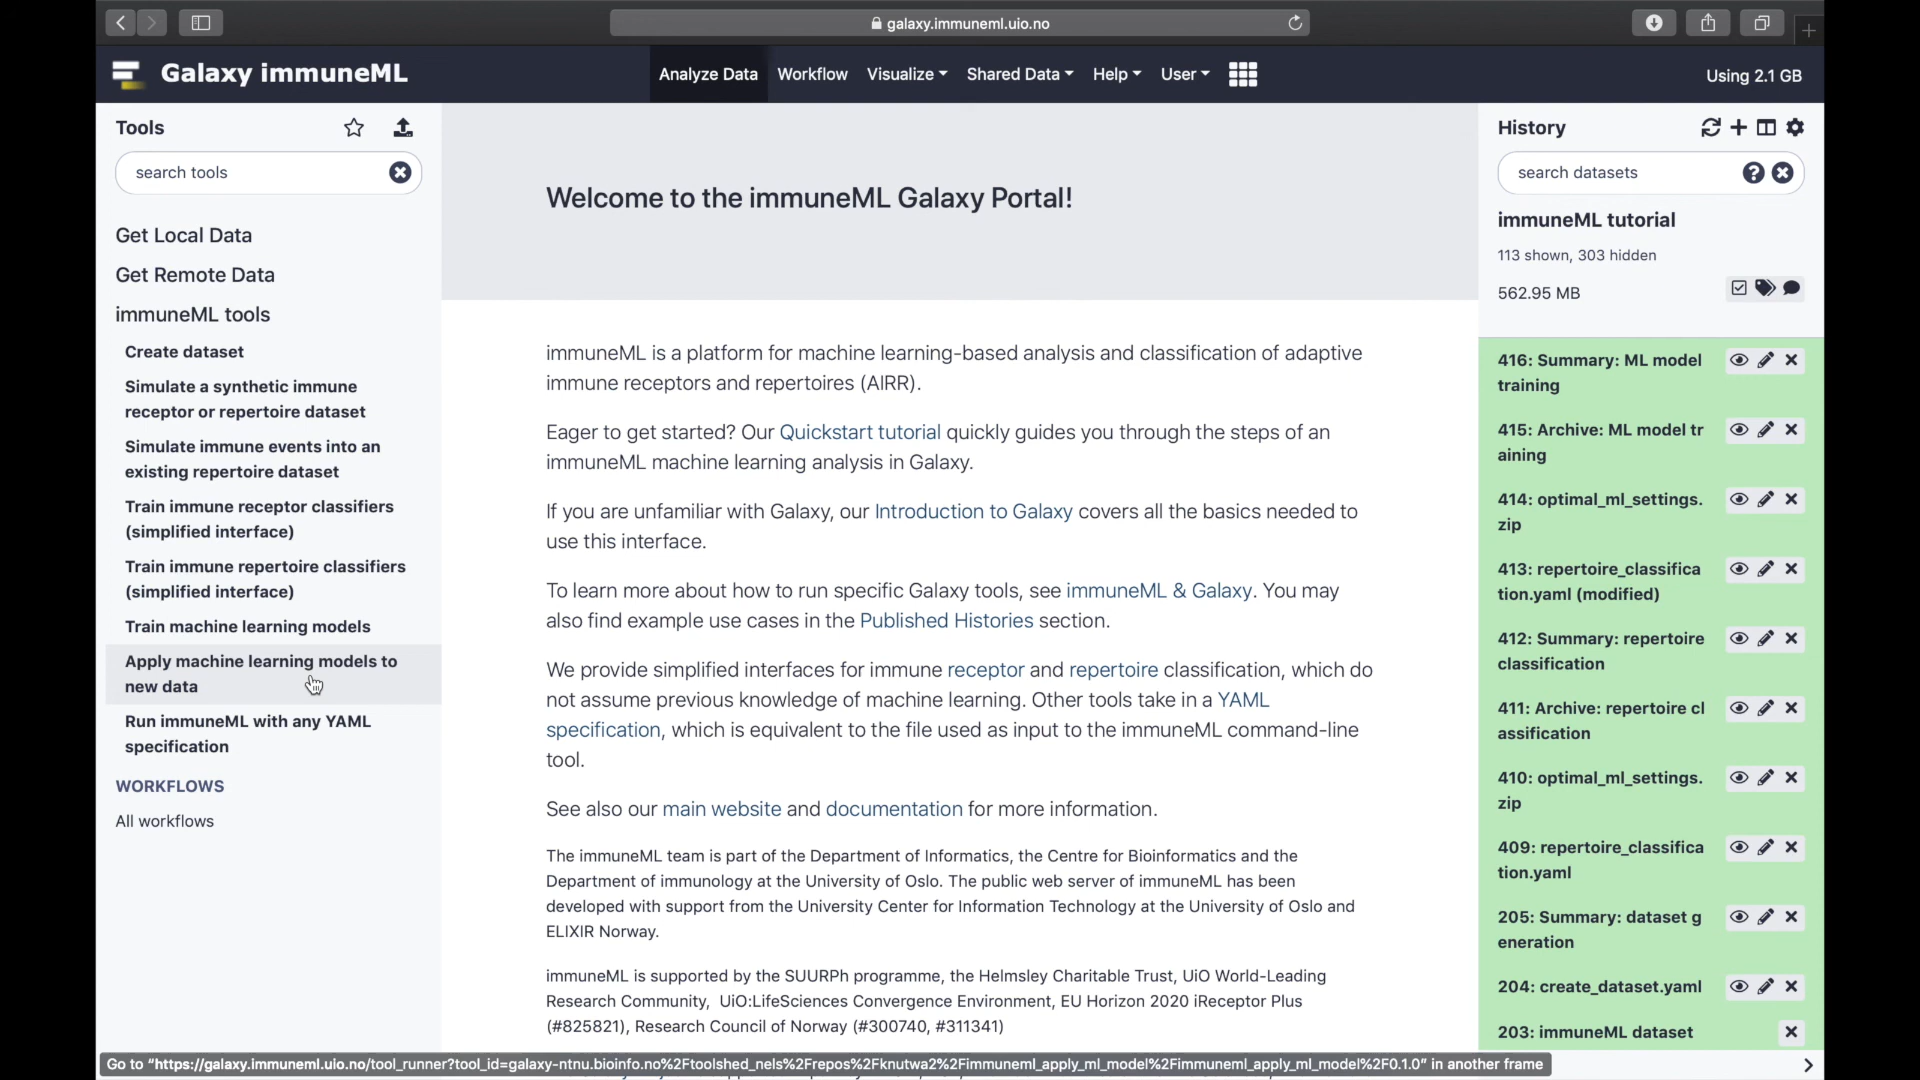 galaxy.immuneml.uio.no
Galaxy immuneML
Analyze Data
Workflow
Visualize
Shared Data
Help
User
Using 2.1 GB
Tools
search tools
Get Local Data
Get Remote Data
immuneML tools
Create dataset
Simulate a synthetic immune
receptor or repertoire dataset
Simulate immune events into an
existing repertoire dataset
Train immune receptor classifiers
(simplified interface)
Train immune repertoire classifiers
(simplified interface)
Train machine learning models
Apply machine learning models to
new data
Run immuneML with any YAML
specification
WORKFLOWS
All workflows
Welcome to the immuneML Galaxy Portal!
immuneML is a platform for machine learning-based analysis and classification of adaptive
immune receptors and repertoires (AIRR).
Eager to get started? Our Quickstart tutorial quickly guides you through the steps of an
immuneML machine learning analysis in Galaxy.
If you are unfamiliar with Galaxy, our Introduction to Galaxy covers all the basics needed to
use this interface.
To learn more about how to run specific Galaxy tools, see immuneML & Galaxy. You may
also find example use cases in the Published Histories section.
We provide simplified interfaces for immune receptor and repertoire classification, which do
not assume previous knowledge of machine learning. Other tools take in a YAML
specification, which is equivalent to the file used as input to the immuneML command-line
tool.
See also our main website and documentation for more information.
The immuneML team is part of the Department of Informatics, the Centre for Bioinformatics and the
Department of immunology at the University of Oslo. The public web server of immuneML has been
developed with support from the University Center for Information Technology at the University of Oslo and
ELIXIR Norway.
immuneML is supported by the SUURPh programme, the Helmsley Charitable Trust, UiO World-Leading
Research Community, UiO:LifeSciences Convergence Environment, EU Horizon 2020 iReceptor Plus
(#825821), Research Council of Norway (#300740, #311341)
History
search datasets
immuneML tutorial
113 shown, 303 hidden
562.95 MB
416: Summary: ML model
training
415: Archive: ML model tr
aining
414: optimal_ml_settings.
zip
413: repertoire_classifica
tion.yaml (modified)
412: Summary: repertoire
classification
411: Archive: repertoire cl
assification
410: optimal_ml_settings.
zip
409: repertoire_classifica
tion.yaml
205: Summary: dataset g
eneration
204: create_dataset.yaml
203: immuneML dataset
Go to "https://galaxy.immuneml.uio.no/tool_runner?tool_id=galaxy-ntnu.bioinfo.no%2Ftoolshed_nels%2Frepos%2Fknutwa2%2Fimmuneml_apply_ml_model%2Fimmuneml_apply_ml_model%2F0.1.0" in another frame